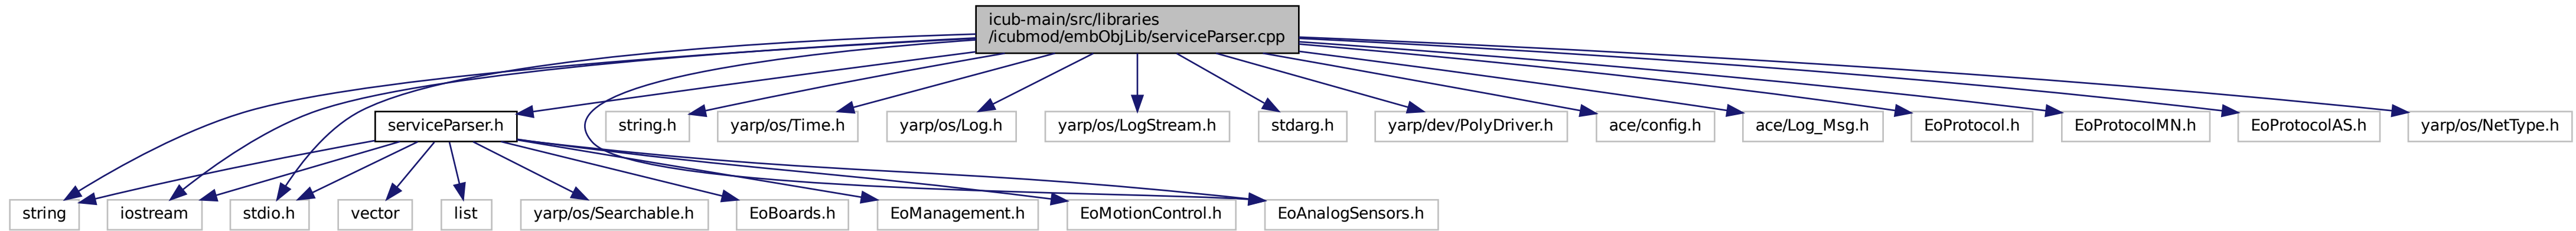 icub-main/src/libraries
/icubmod/embObjLib/serviceParser.cpp
serviceParser.h
string.h
yarp/os/Time.h
yarp/os/Log.h
yarp/os/LogStream.h
stdarg.h
yarp/dev/PolyDriver.h
ace/config.h
ace/Log_Msg.h
EoProtocol.h
EoProtocolMN.h
EoProtocolAS.h
yarp/os/NetType.h
string
iostream
stdio.h
vector
list
yarp/os/Searchable.h
EoBoards.h
EoManagement.h
EoMotionControl.h
EoAnalogSensors.h